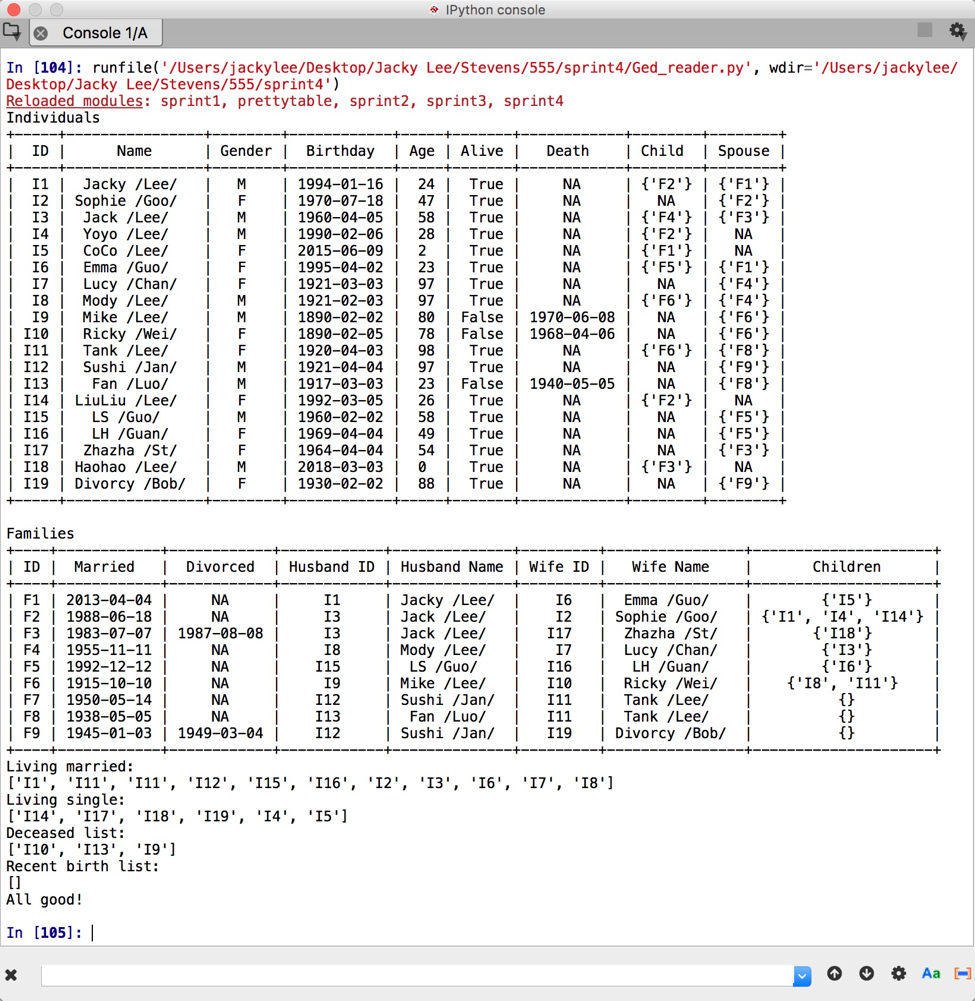 IPython console
Console 1/A
In [104]: runfile('/Users/jackylee/Desktop/Jacky Lee/Stevens/555/sprint4/Ged_reader.py', wdir='/Users/jackylee/
Desktop/Jacky Lee/Stevens/555/sprint4')
Reloaded modules: sprint1, prettytable, sprint2, sprint3, sprint4
Individuals
+-----+----------------+--------+------------+-----+-------+------------+--------+--------+
| ID | Name | Gender | Birthday | Age | Alive | Death | Child | Spouse |
+-----+----------------+--------+------------+-----+-------+------------+--------+--------+
| I1 | Jacky /Lee/ | M | 1994-01-16 | 24 | True | NA | {'F2'} | {'F1'} |
| I2 | Sophie /Goo/ | F | 1970-07-18 | 47 | True | NA | NA | {'F2'} |
| I3 | Jack /Lee/ | M | 1960-04-05 | 58 | True | NA | {'F4'} | {'F3'} |
| I4 | Yoyo /Lee/ | M | 1990-02-06 | 28 | True | NA | {'F2'} | NA |
| I5 | CoCo /Lee/ | F | 2015-06-09 | 2 | True | NA | {'F1'} | NA |
| I6 | Emma /Guo/ | F | 1995-04-02 | 23 | True | NA | {'F5'} | {'F1'} |
| I7 | Lucy /Chan/ | F | 1921-03-03 | 97 | True | NA | NA | {'F4'} |
| I8 | Mody /Lee/ | M | 1921-02-03 | 97 | True | NA | {'F6'} | {'F4'} |
| I9 | Mike /Lee/ | M | 1890-02-02 | 80 | False | 1970-06-08 | NA | {'F6'} |
| I10 | Ricky /Wei/ | F | 1890-02-05 | 78 | False | 1968-04-06 | NA | {'F6'} |
| I11 | Tank /Lee/ | F | 1920-04-03 | 98 | True | NA | {'F6'} | {'F8'} |
| I12 | Sushi /Jan/ | M | 1921-04-04 | 97 | True | NA | NA | {'F9'} |
| I13 | Fan /Luo/ | M | 1917-03-03 | 23 | False | 1940-05-05 | NA | {'F8'} |
| I14 | LiuLiu /Lee/ | F | 1992-03-05 | 26 | True | NA | {'F2'} | NA |
| I15 | LS /Guo/ | M | 1960-02-02 | 58 | True | NA | NA | {'F5'} |
| I16 | LH /Guan/ | F | 1969-04-04 | 49 | True | NA | NA | {'F5'} |
| I17 | Zhazha /St/ | F | 1964-04-04 | 54 | True | NA | NA | {'F3'} |
| I18 | Haohao /Lee/ | M | 2018-03-03 | 0 | True | NA | {'F3'} | NA |
| I19 | Divorcy /Bob/ | F | 1930-02-02 | 88 | True | NA | NA | {'F9'} |
+-----+----------------+--------+------------+-----+-------+------------+--------+--------+
Families
+----+------------+------------+------------+--------------+---------+----------------+----------------------+
| ID | Married | Divorced | Husband ID | Husband Name | Wife ID | Wife Name | Children |
+----+------------+------------+------------+--------------+---------+----------------+----------------------+
| F1 | 2013-04-04 | NA | I1 | Jacky /Lee/ | I6 | Emma /Guo/ | {'I5'} |
| F2 | 1988-06-18 | NA | I3 | Jack /Lee/ | I2 | Sophie /Goo/ | {'I1', 'I4', 'I14'} |
| F3 | 1983-07-07 | 1987-08-08 | I3 | Jack /Lee/ | I17 | Zhazha /St/ | {'I18'} |
| F4 | 1955-11-11 | NA | I8 | Mody /Lee/ | I7 | Lucy /Chan/ | {'I3'} |
| F5 | 1992-12-12 | NA | I15 | LS /Guo/ | I16 | LH /Guan/ | {'I6'} |
| F6 | 1915-10-10 | NA | I9 | Mike /Lee/ | I10 | Ricky /Wei/ | {'I8', 'I11'} |
| F7 | 1950-05-14 | NA | I12 | Sushi /Jan/ | I11 | Tank /Lee/ | {} |
| F8 | 1938-05-05 | NA | I13 | Fan /Luo/ | I11 | Tank /Lee/ | {} |
| F9 | 1945-01-03 | 1949-03-04 | I12 | Sushi /Jan/ | I19 | Divorcy /Bob/ | {} |
+----+------------+------------+------------+--------------+---------+----------------+----------------------+
Living married:
['I1', 'I11', 'I11', 'I12', 'I15', 'I16', 'I2', 'I3', 'I6', 'I7', 'I8']
Living single:
['I14', 'I17', 'I18', 'I19', 'I4', 'I5']
Deceased list:
['I10', 'I13', 'I9']
Recent birth list:
[]
All good!
In [105]:
Aa